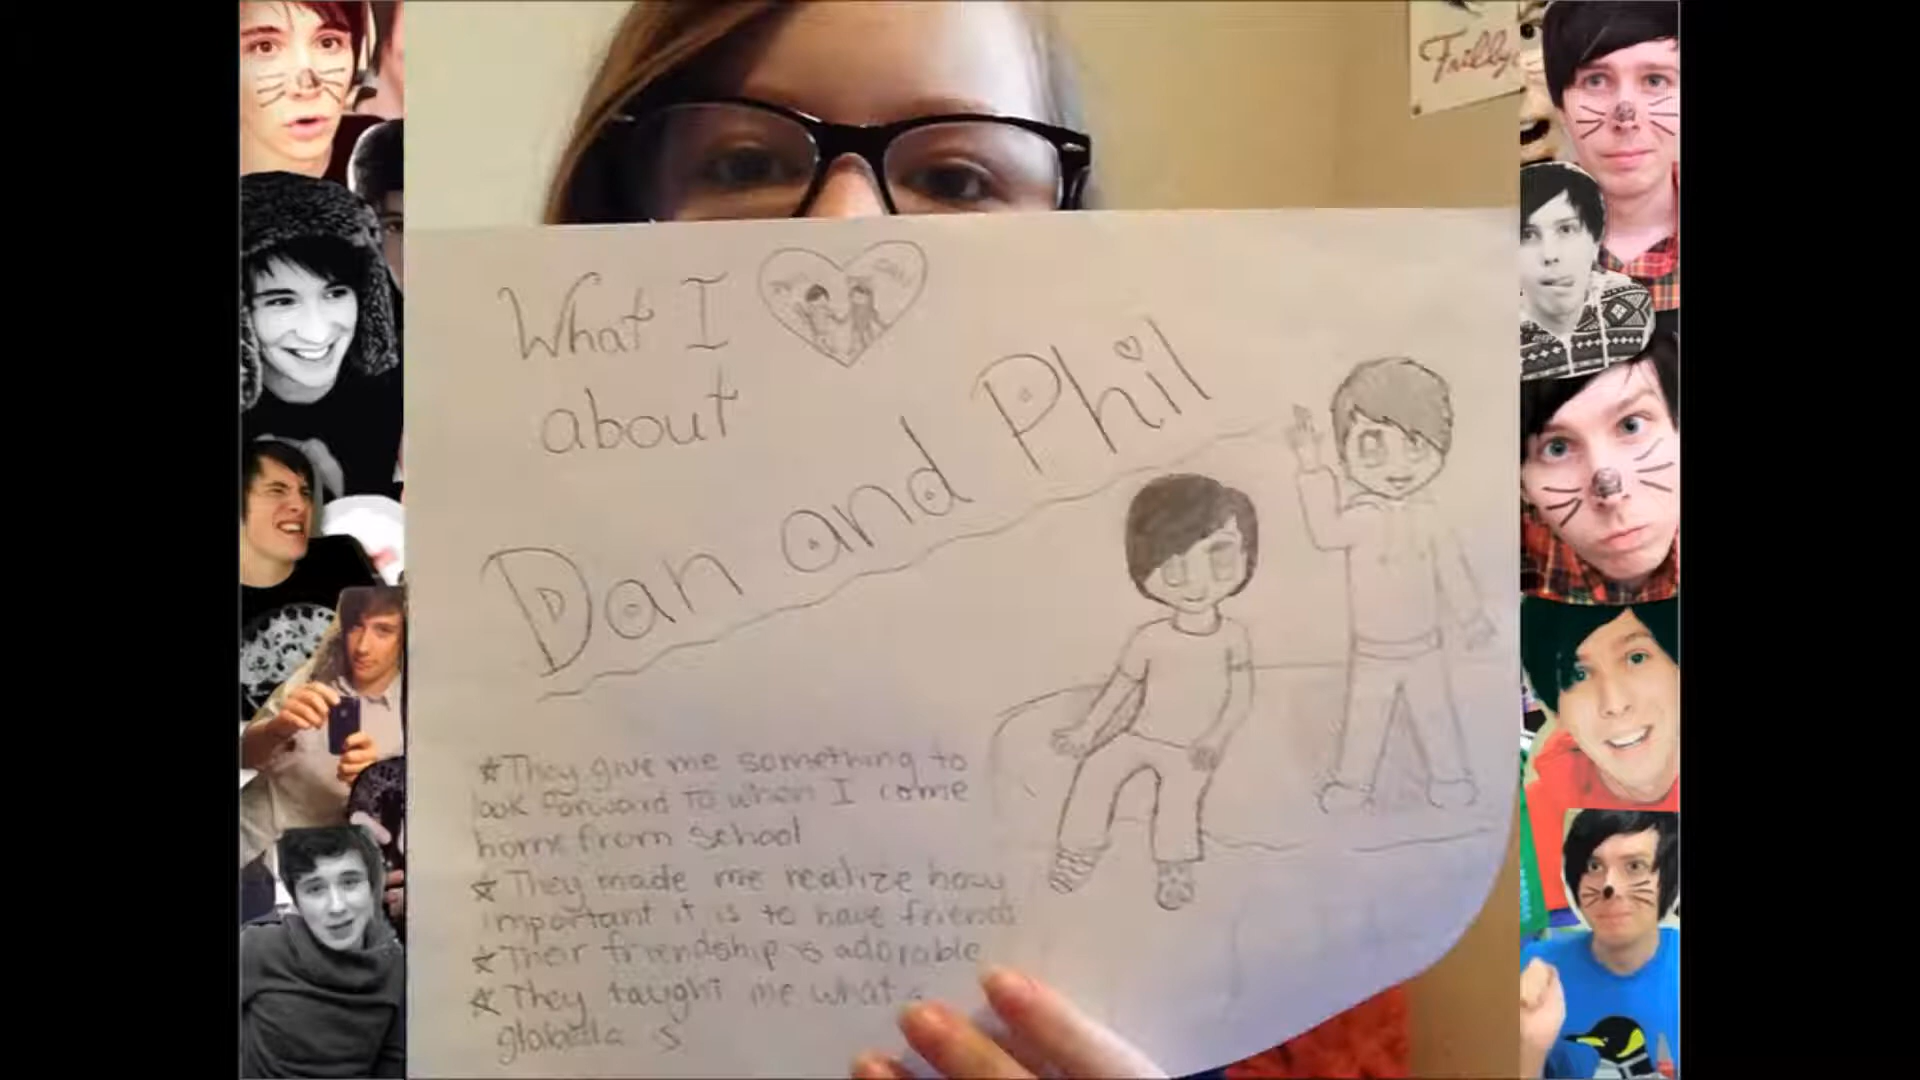 What I
about
Dan and Phil
They give me something to
look forward to when I come
home from school
They made me realize how
important it is to have friends
Their friendship is adorable
They taught me what a
glabella is